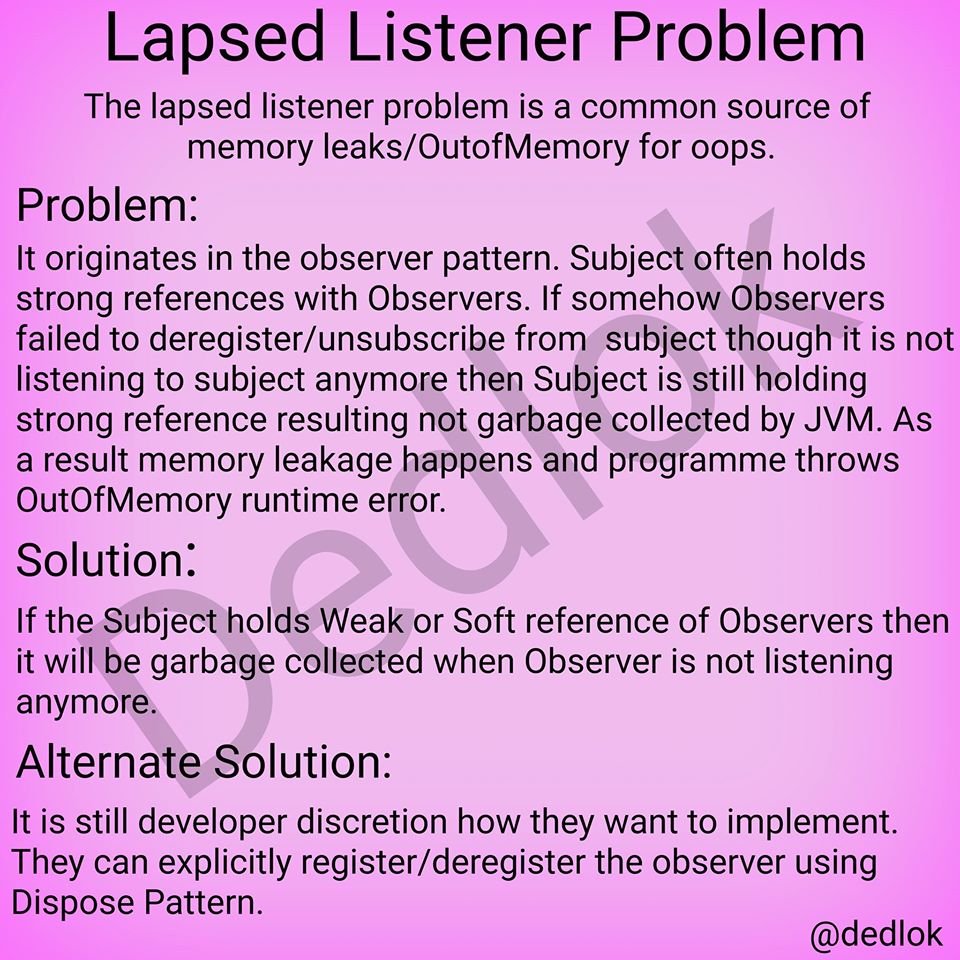 Lapsed Listener Problem
The lapsed listener problem is a common source of
memory leaks/OutofMemory for oops.
Problem:
It originates in the observer pattern. Subject often holds
strong references with Observers. If somehow Observers
failed to deregister/unsubscribe from  subject though it is not
listening to subject anymore then Subject is still holding
strong reference resulting not garbage collected by JVM. As
a result memory leakage happens and programme throws
OutOfMemory runtime error.
Solution:
If the Subject holds Weak or Soft reference of Observers then
it will be garbage collected when Observer is not listening
anymore.
Alternate Solution:
It is still developer discretion how they want to implement.
They can explicitly register/deregister the observer using
Dispose Pattern.
@dedlok
Dedlok